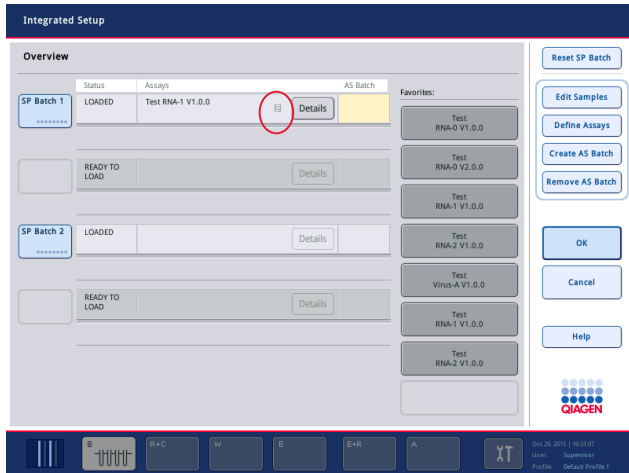 Integrated Setup
Overview
Reset SP Batch
Status Assays AS Batch
Favorites:
SP Batch 1
LOADED
Test RNA-1 V1.0.0
Details
Edit Samples
Define Assays
Create AS Batch
Remove AS Batch
Test
RNA-0 V1.0.0
READY TO
LOAD
Details
Test
RNA-0 V2.0.0
Test
RNA-1 V1.0.0
SP Batch 2
LOADED
Details
Test
RNA-2 V1.0.0
OK
Test
Virus-A V1.0.0
Cancel
READY TO
LOAD
Details
Test
RNA-1 V1.0.0
Help
Test
RNA-2 V1.0.0
QIAGEN
S
R+C
W
E
E+R
A
Oct 29, 2015 | 16:31:07
User: Supervisor
Profile: Default Profile 1